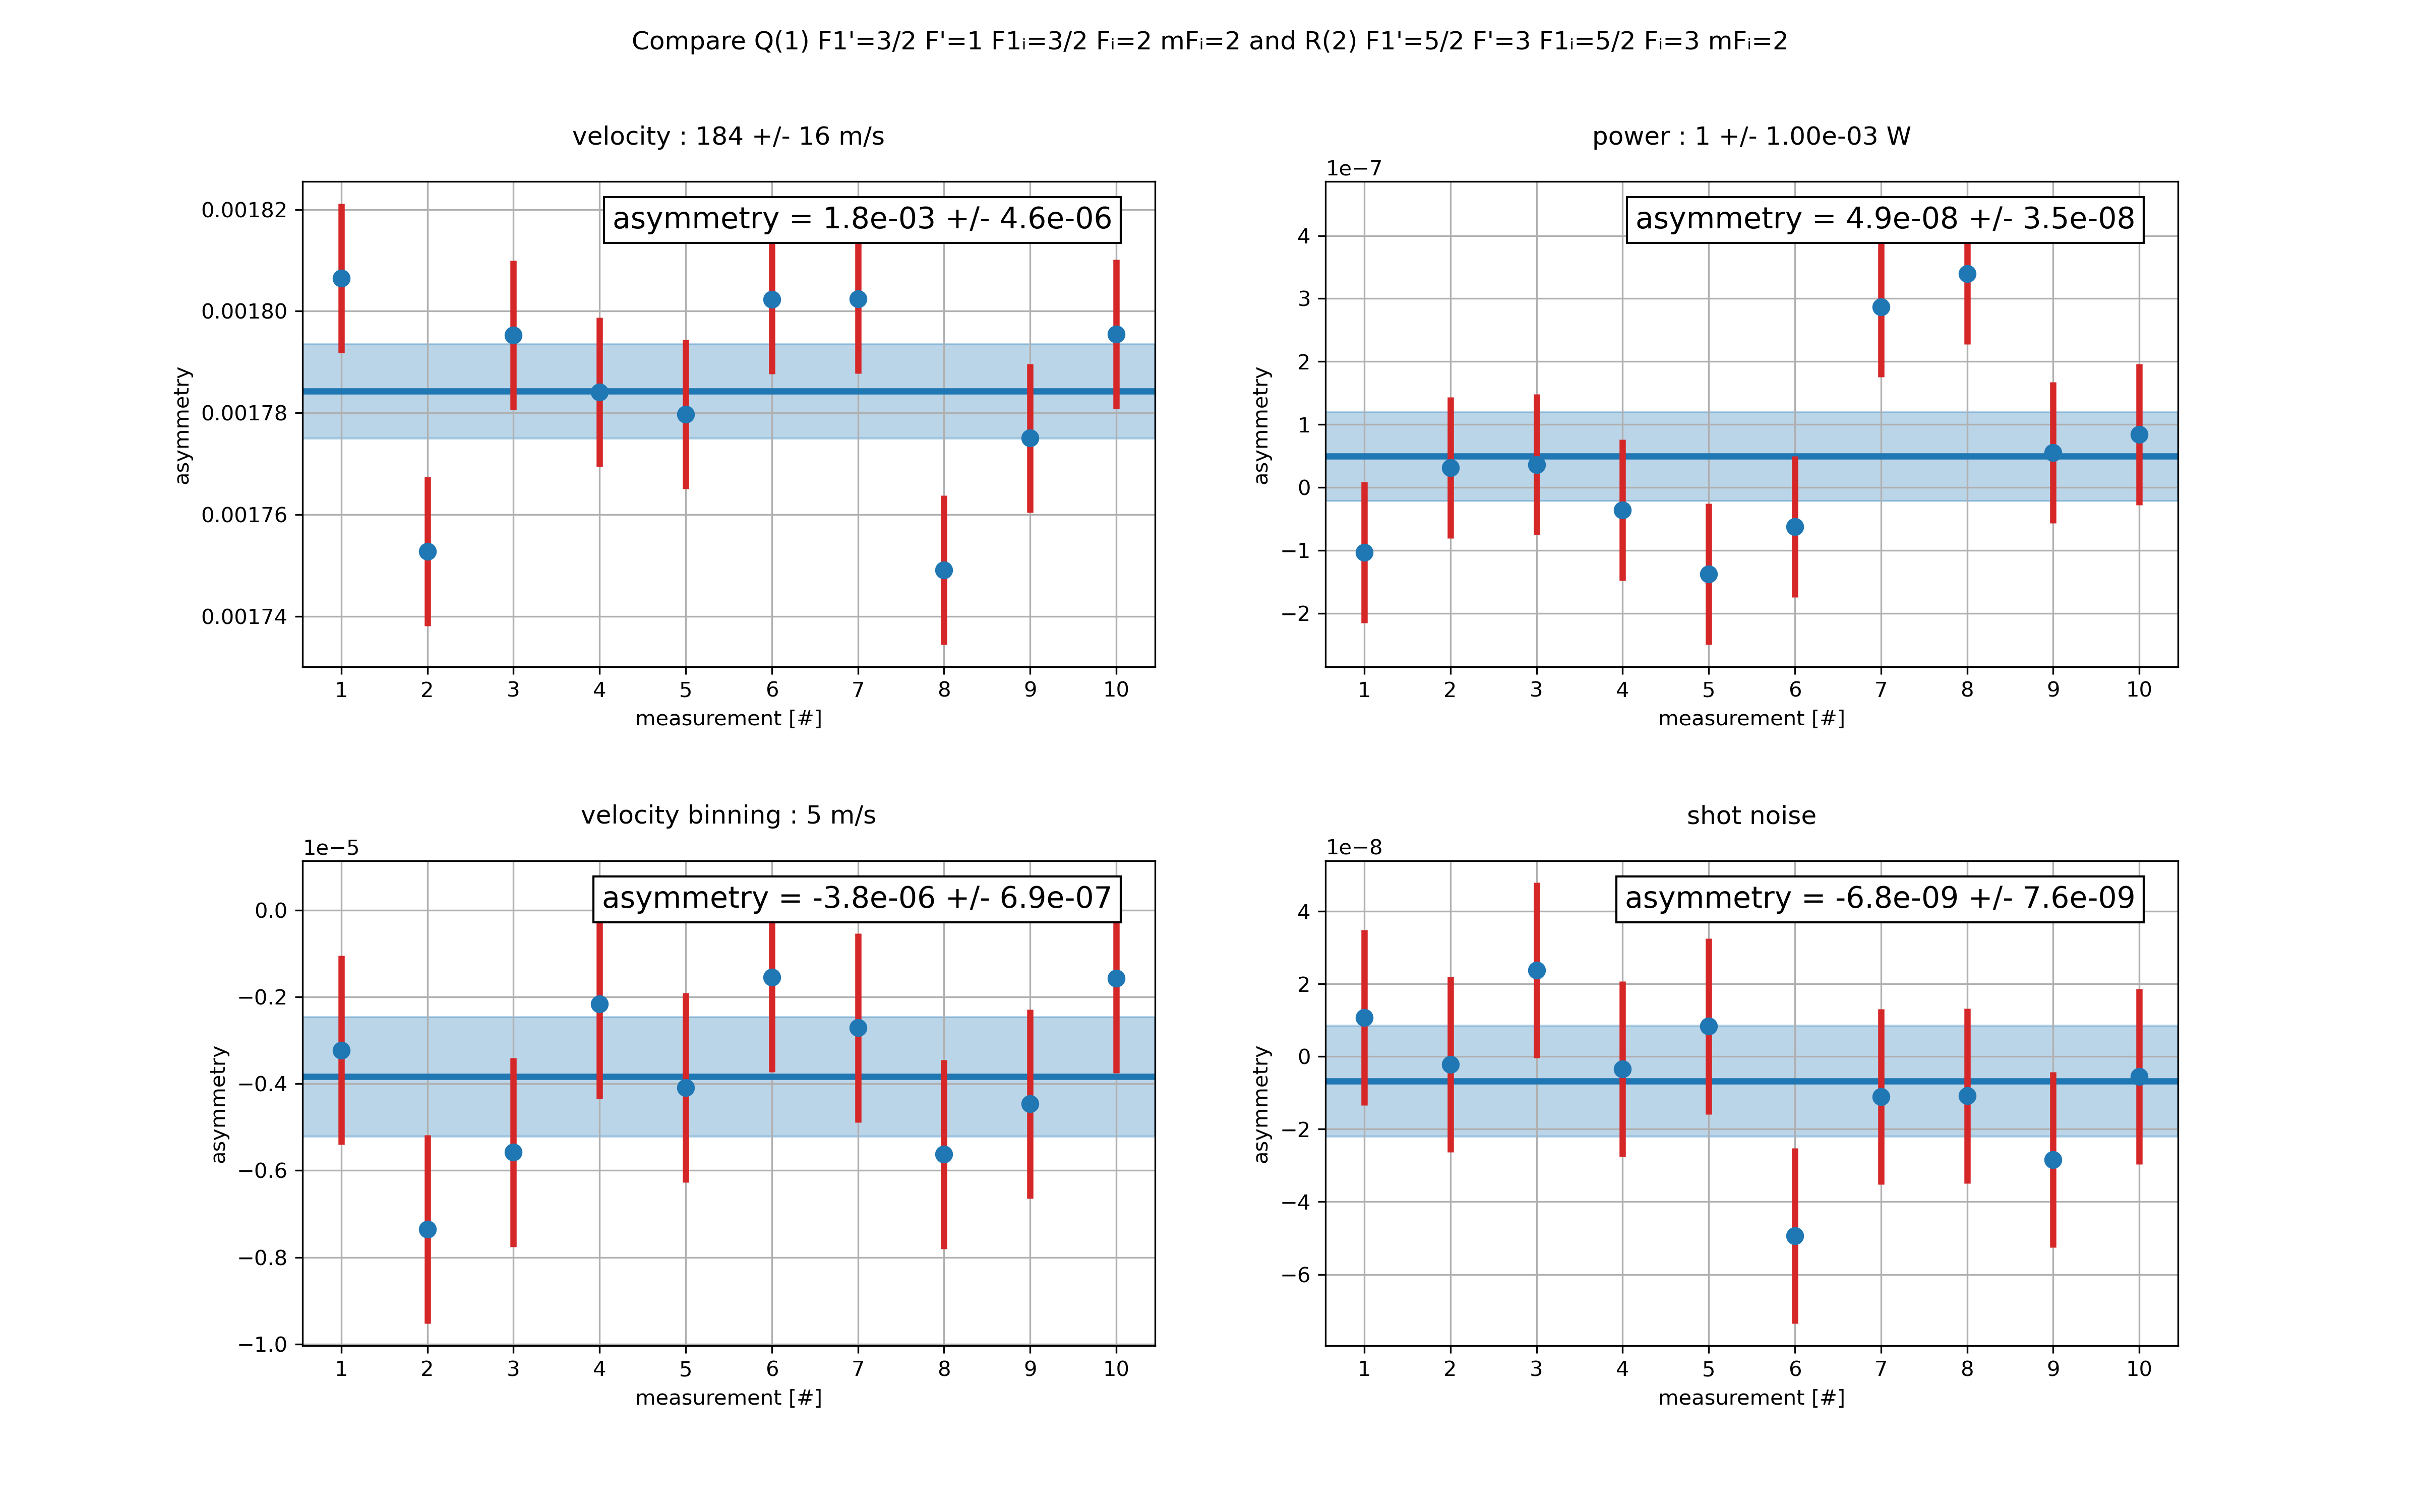 Compare Q(1) F1'=3/2 F'=1 F1ᵢ=3/2 Fᵢ=2 mFᵢ=2 and R(2) F1'=5/2 F'=3 F1ᵢ=5/2 Fᵢ=3 mFᵢ=2
velocity : 184 +/- 16 m/s
asymmetry = 1.8e-03 +/- 4.6e-06
0.00182
0.00180
0.00178
0.00176
0.00174
asymmetry
1 2 3 4 5 6 7 8 9 10
measurement [#]
power : 1 +/- 1.00e-03 W
1e−7
asymmetry = 4.9e-08 +/- 3.5e-08
4
3
2
1
0
−1
−2
asymmetry
1 2 3 4 5 6 7 8 9 10
measurement [#]
velocity binning : 5 m/s
1e−5
asymmetry = -3.8e-06 +/- 6.9e-07
0.0
−0.2
−0.4
−0.6
−0.8
−1.0
asymmetry
1 2 3 4 5 6 7 8 9 10
measurement [#]
shot noise
1e−8
asymmetry = -6.8e-09 +/- 7.6e-09
4
2
0
−2
−4
−6
asymmetry
1 2 3 4 5 6 7 8 9 10
measurement [#]